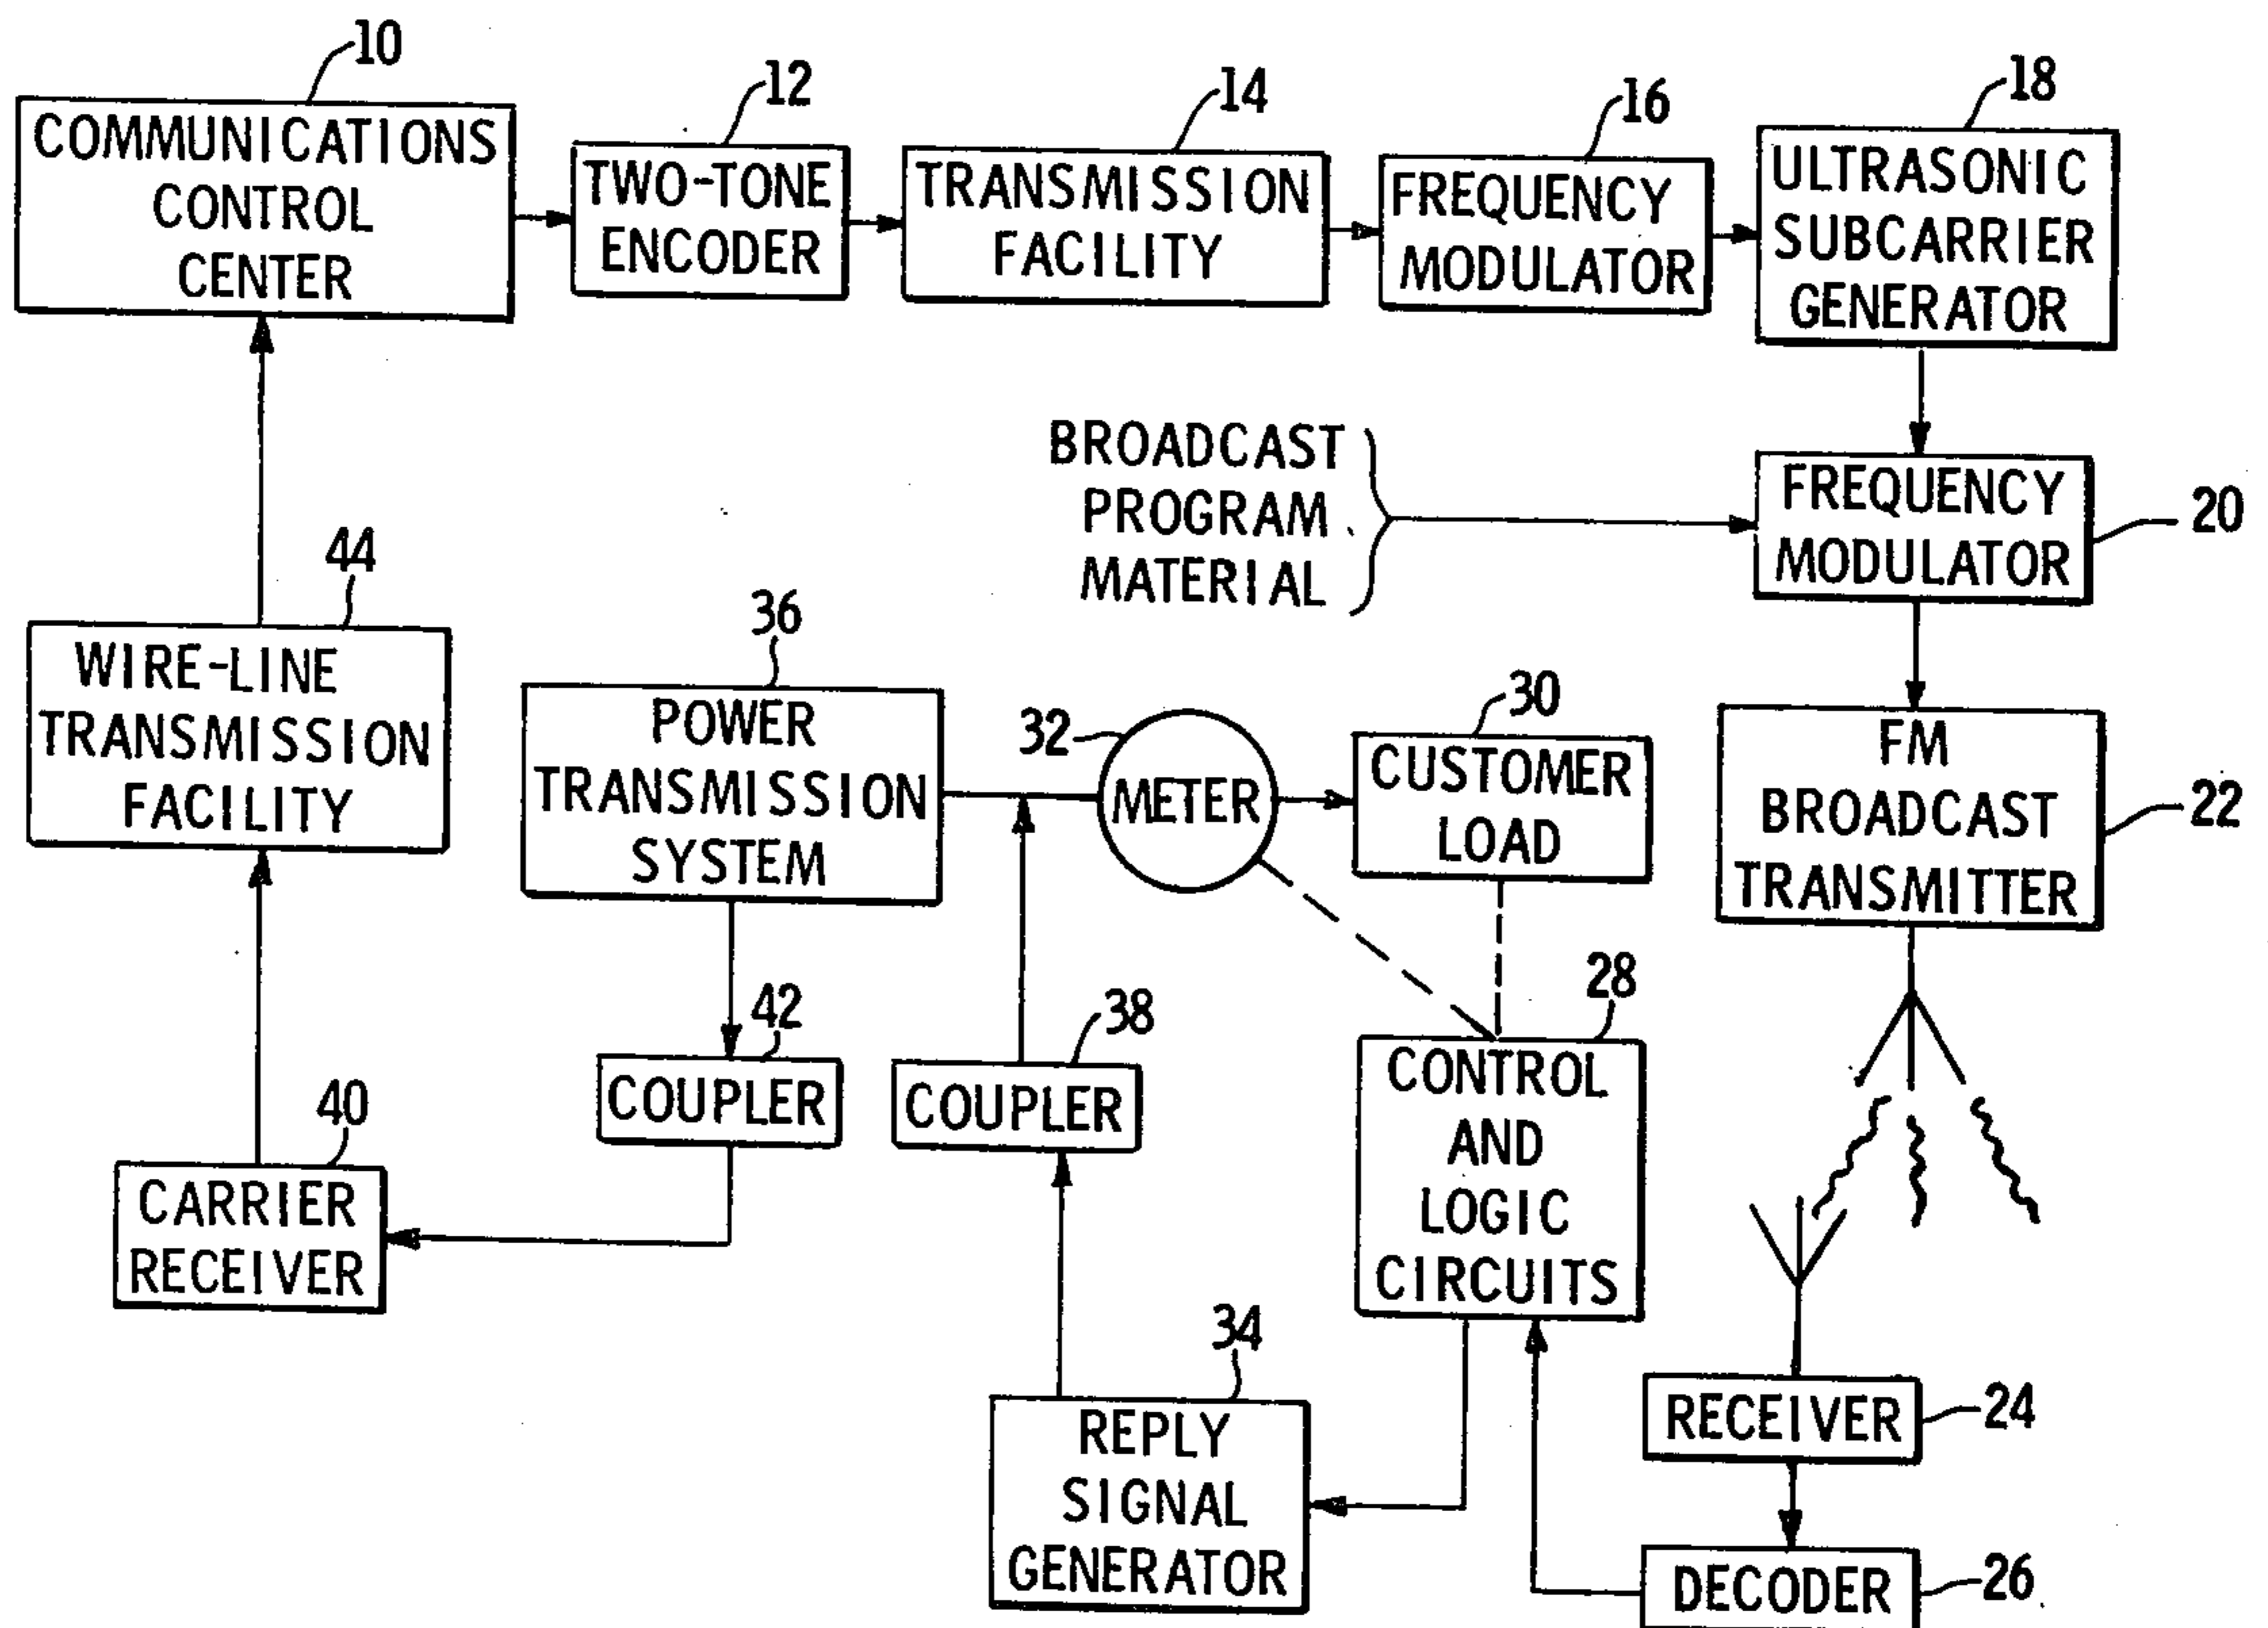 10
COMMUNICATIONS
CONTROL
CENTER
12
TWO-TONE
ENCODER
14
TRANSMISSION
FACILITY
16
FREQUENCY
MODULATOR
18
ULTRASONIC
SUBCARRIER
GENERATOR
BROADCAST
PROGRAM
MATERIAL
FREQUENCY
MODULATOR
20
44
WIRE-LINE
TRANSMISSION
FACILITY
36
POWER
TRANSMISSION
SYSTEM
32
METER
30
CUSTOMER
LOAD
FM
BROADCAST
TRANSMITTER
22
42
COUPLER
38
COUPLER
28
CONTROL
AND
LOGIC
CIRCUITS
40
CARRIER
RECEIVER
34
REPLY
SIGNAL
GENERATOR
RECEIVER
24
DECODER
26